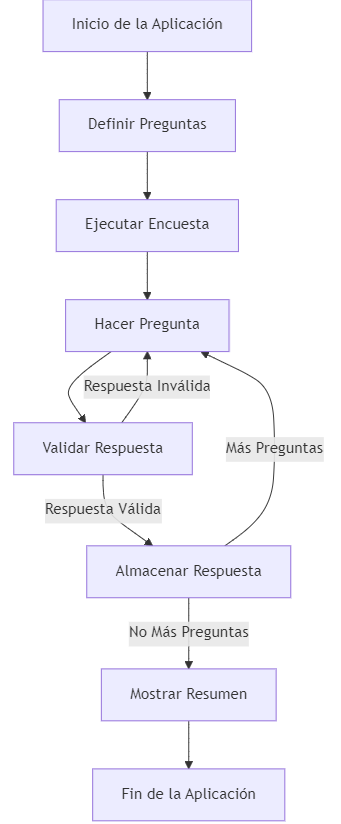 Inicio de la Aplicación
Definir Preguntas
Ejecutar Encuesta
Hacer Pregunta
Respuesta Inválida
Validar Respuesta
Más Preguntas
Respuesta Válida
Almacenar Respuesta
No Más Preguntas
Mostrar Resumen
Fin de la Aplicación